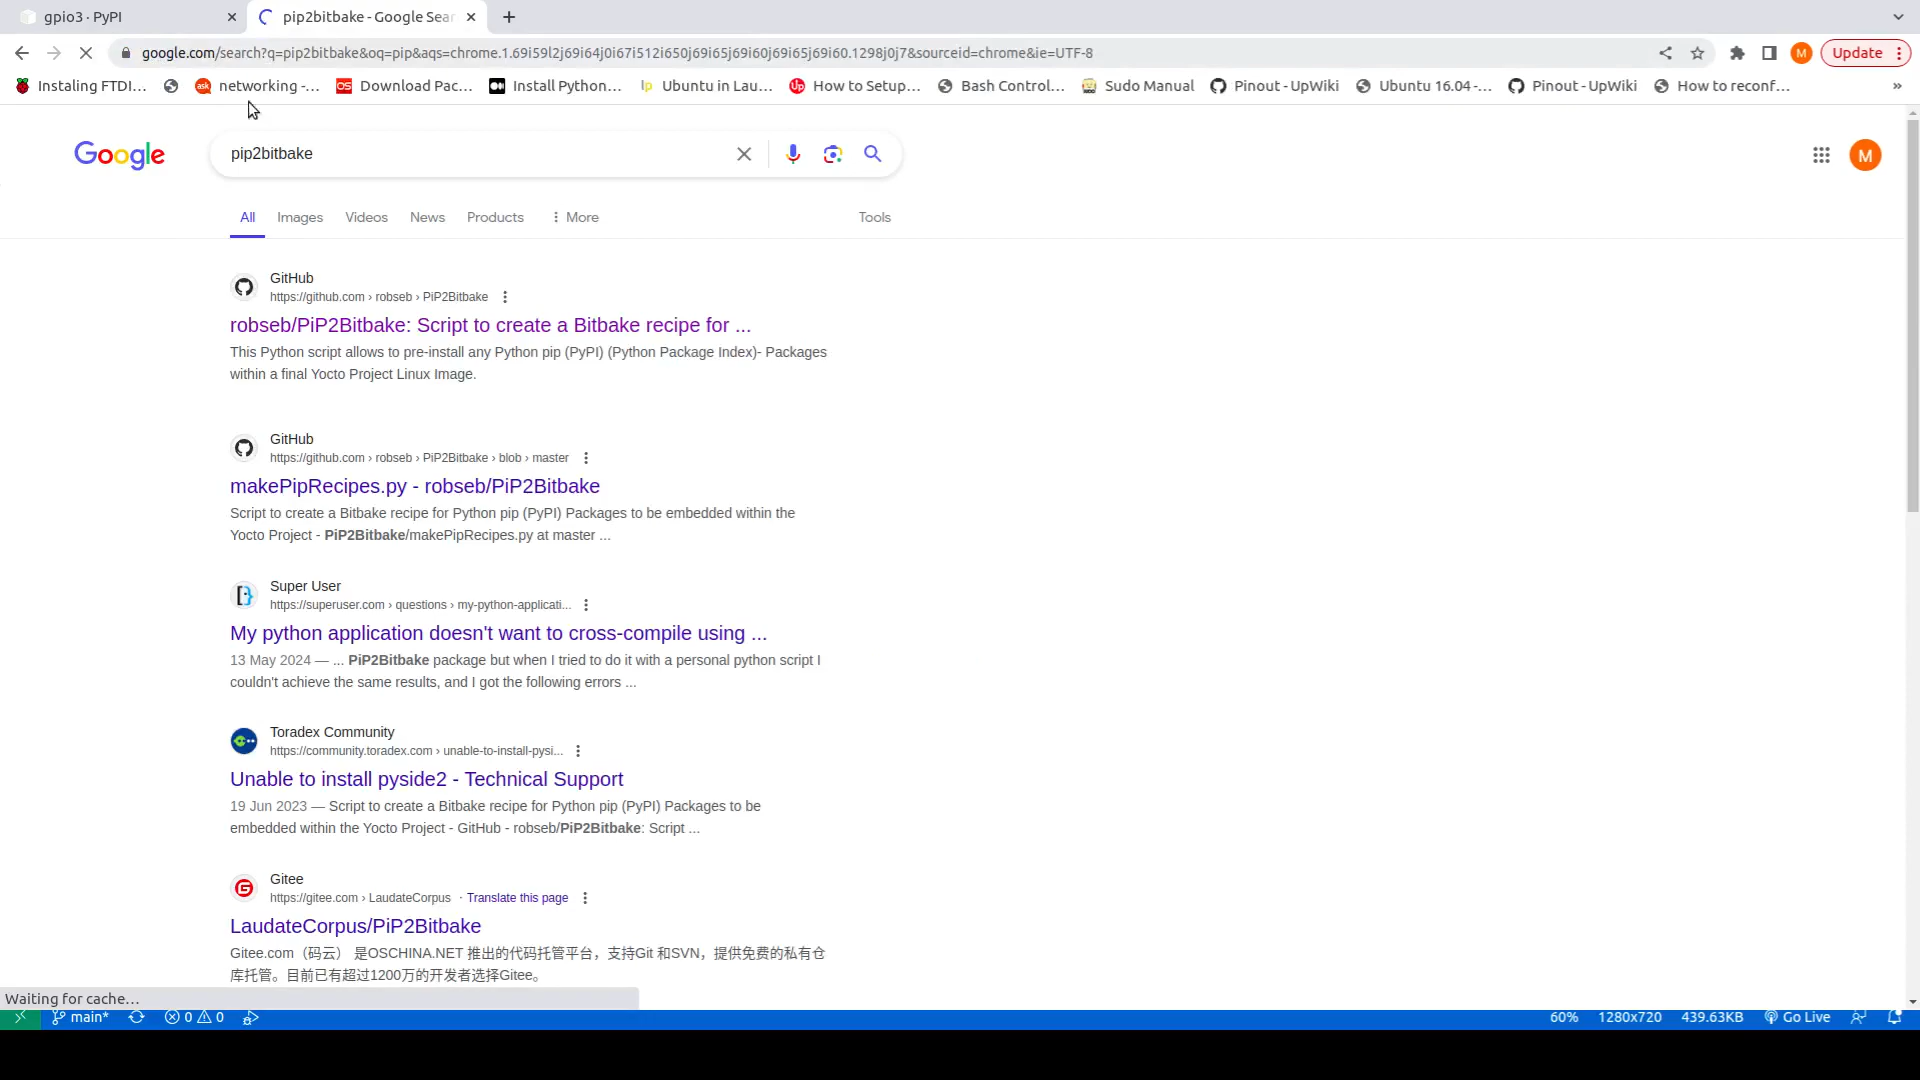 gpio3 · PyPI
pip2bitbake - Google Sear
google.com/search?q=pip2bitbake&oq=pip&aqs=chrome.1.69i59l2j69i64j0i67i512i650j69i65j69i60j69i65j69i60.1298j0j7&sourceid=chrome&ie=UTF-8
M
Update
Instaling FTDI...
networking -...
Download Pac...
Install Python...
Ubuntu in Lau...
How to Setup...
Bash Control...
Sudo Manual
Pinout - UpWiki
Ubuntu 16.04 -...
Pinout - UpWiki
How to reconf...
»
Google
pip2bitbake
M
All
Images
Videos
News
Products
More
Tools
GitHub
https://github.com › robseb › PiP2Bitbake
robseb/PiP2Bitbake: Script to create a Bitbake recipe for ...
This Python script allows to pre-install any Python pip (PyPI) (Python Package Index)- Packages
within a final Yocto Project Linux Image.
GitHub
https://github.com › robseb › PiP2Bitbake › blob › master
makePipRecipes.py - robseb/PiP2Bitbake
Script to create a Bitbake recipe for Python pip (PyPI) Packages to be embedded within the
Yocto Project - PiP2Bitbake/makePipRecipes.py at master ...
Super User
https://superuser.com › questions › my-python-applicati...
My python application doesn't want to cross-compile using ...
13 May 2024 — ... PiP2Bitbake package but when I tried to do it with a personal python script I
couldn't achieve the same results, and I got the following errors ...
Toradex Community
https://community.toradex.com › unable-to-install-pysi...
Unable to install pyside2 - Technical Support
19 Jun 2023 — Script to create a Bitbake recipe for Python pip (PyPI) Packages to be
embedded within the Yocto Project - GitHub - robseb/PiP2Bitbake: Script ...
Gitee
https://gitee.com › LaudateCorpus · Translate this page
LaudateCorpus/PiP2Bitbake
Gitee.com（码云） 是OSCHINA.NET 推出的代码托管平台，支持Git 和SVN，提供免费的私有仓
库托管。目前已有超过1200万的开发者选择Gitee。
Waiting for cache...
main*
0
0
60%
1280x720
439.63KB
Go Live